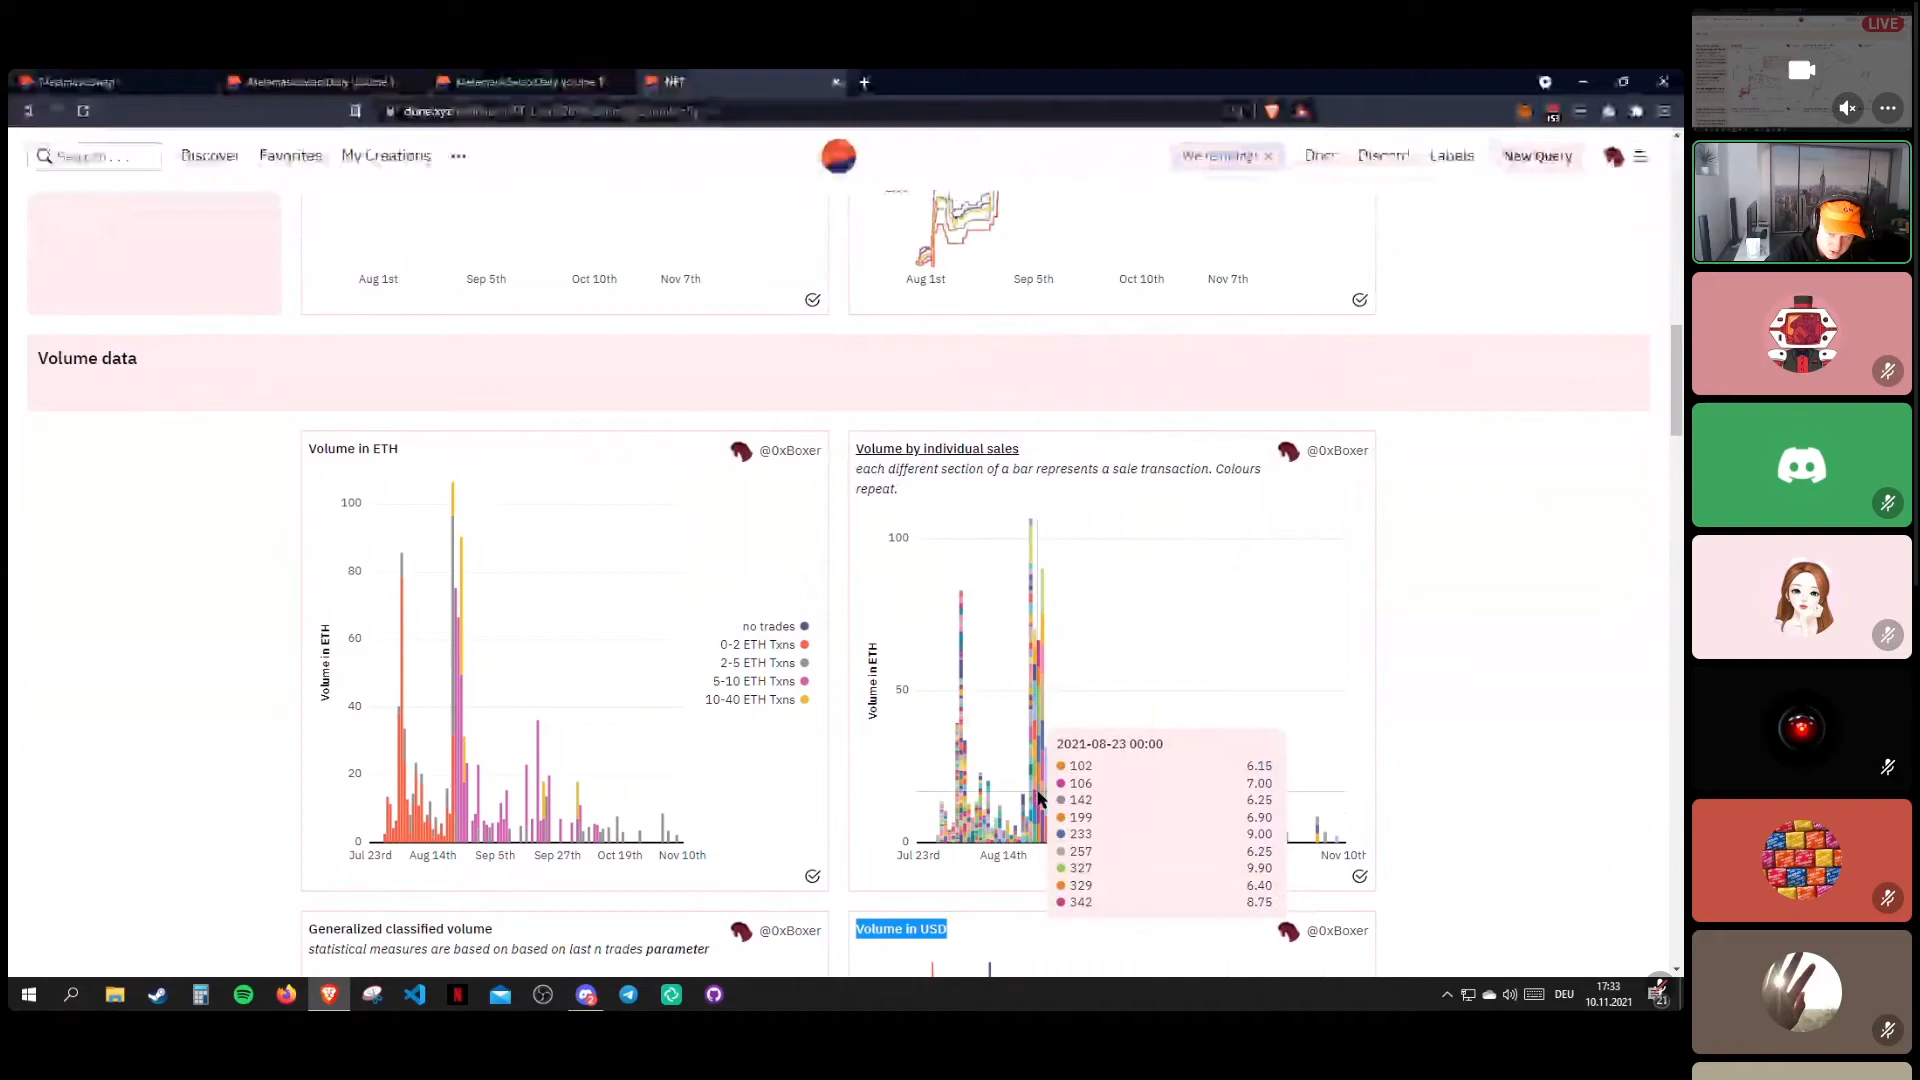 LIVE
NFT
dune.xyz
153
Search...
Discover
Favorites
My Creations
Docs
Discord
Labels
New Query
Aug 1st
Sep 5th
Oct 10th
Nov 7th
Aug 1st
Sep 5th
Oct 10th
Nov 7th
Volume data
Volume in ETH
@0xBoxer
100
80
60
40
20
0
Volume in ETH
Jul 23rd
Aug 14th
Sep 5th
Sep 27th
Oct 19th
Nov 10th
no trades
0-2 ETH Txns
2-5 ETH Txns
5-10 ETH Txns
10-40 ETH Txns
Volume by individual sales
@0xBoxer
each different section of a bar represents a sale transaction. Colours
repeat.
100
50
0
Volume in ETH
Jul 23rd
Aug 14th
Nov 10th
2021-08-23 00:00
102 6.15
106 7.00
142 6.25
199 6.90
233 9.00
257 6.25
327 9.90
329 6.40
342 8.75
Generalized classified volume
@0xBoxer
statistical measures are based on based on last n trades parameter
Volume in USD
@0xBoxer
DEU
17:33
10.11.2021
21